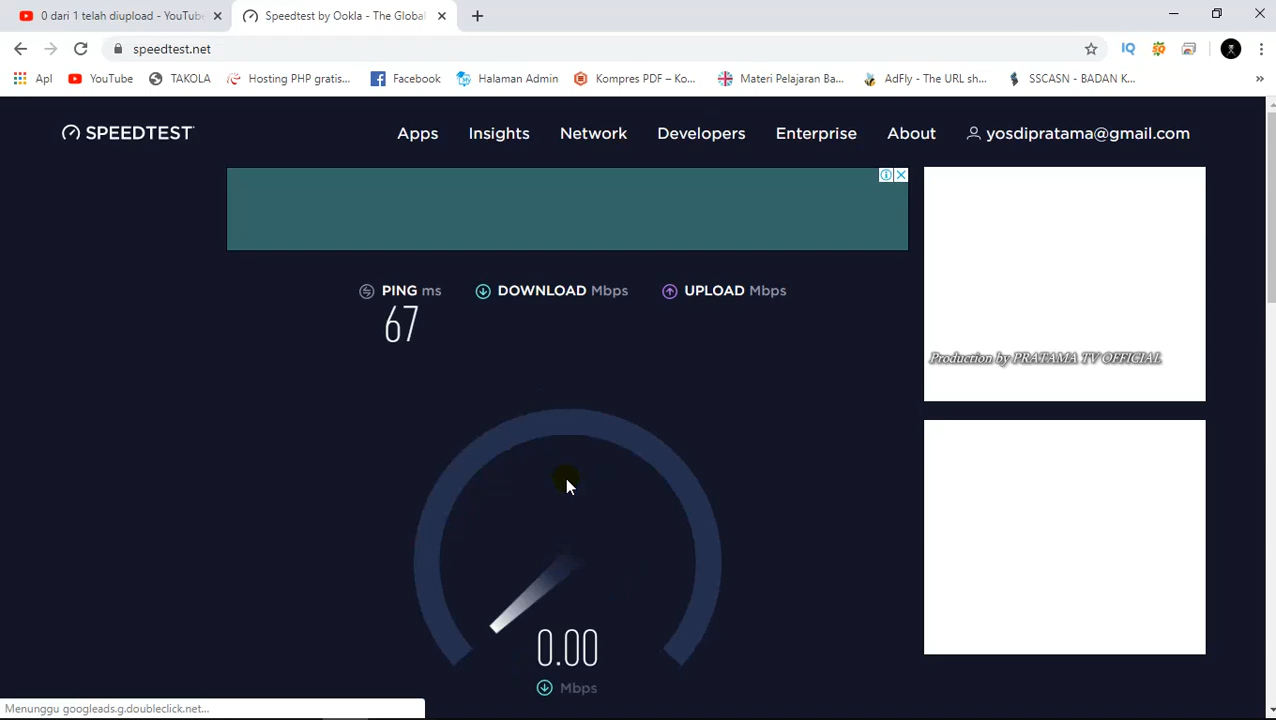 0 dari 1 telah diupload - YouTube
Speedtest by Ookla - The Global
speedtest.net
Apl
YouTube
TAKOLA
Hosting PHP gratis...
Facebook
Halaman Admin
Kompres PDF – Ko...
Materi Pelajaran Ba...
AdFly - The URL sh...
SSCASN - BADAN K...
SPEEDTEST
Apps
Insights
Network
Developers
Enterprise
About
yosdipratama@gmail.com
PING ms
DOWNLOAD Mbps
UPLOAD Mbps
67
Production by PRATAMA TV OFFICIAL
0.00
Mbps
Menunggu googleads.g.doubleclick.net...